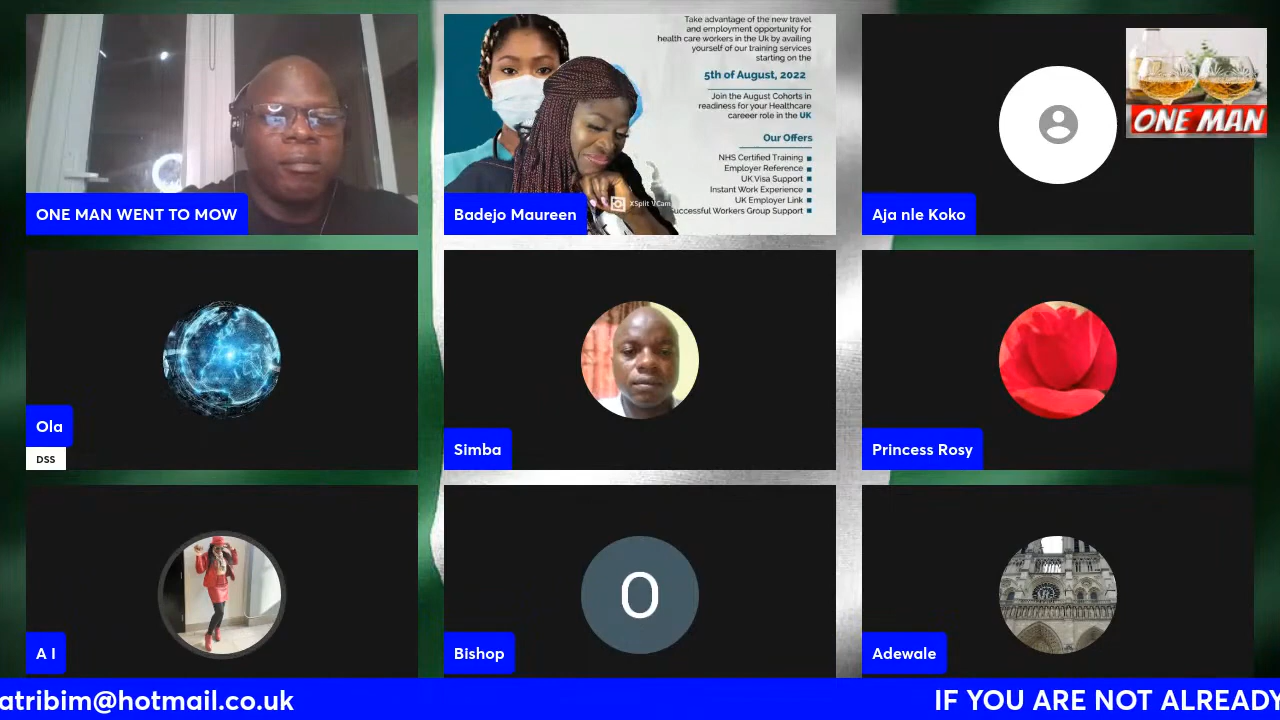 Take advantage of the new travel
and employment opportunity for
health care workers in the Uk by availing
yourself of our training services
starting on the
5th of August, 2022
Join the August Cohorts in
readiness for your Healthcare
careeer role in the UK
Our Offers
NHS Certified Training
Employer Reference
UK Visa Support
Instant Work Experience
UK Employer Link
Successful Workers Group Support
XSplit VCam
ONE MAN
ONE MAN WENT TO MOW
Badejo Maureen
Aja nle Koko
Ola
DSS
Simba
Princess Rosy
A I
O
Bishop
Adewale
atribim@hotmail.co.uk
IF YOU ARE NOT ALREADY